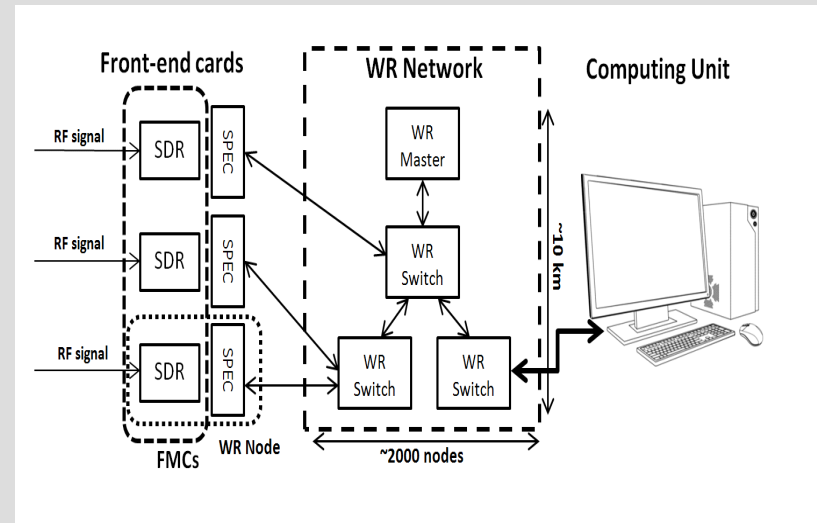 Front-end cards
WR Network
Computing Unit
RF signal
SDR
SPEC
WR
Master
RF signal
SDR
SPEC
WR
Switch
~10 km
RF signal
SDR
SPEC
WR
Switch
WR
Switch
WR Node
FMCs
~2000 nodes